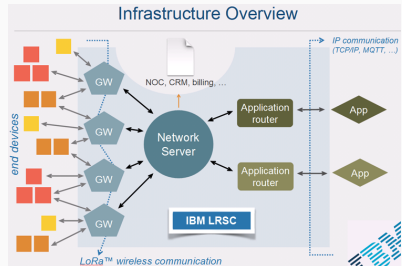 Infrastructure Overview
IP communication
(TCP/IP, MQTT, ...)
NOC, CRM, billing, ...
end devices
GW
GW
GW
GW
Network
Server
Application
router
App
Application
router
App
IBM LRSC
LoRa™ wireless communication